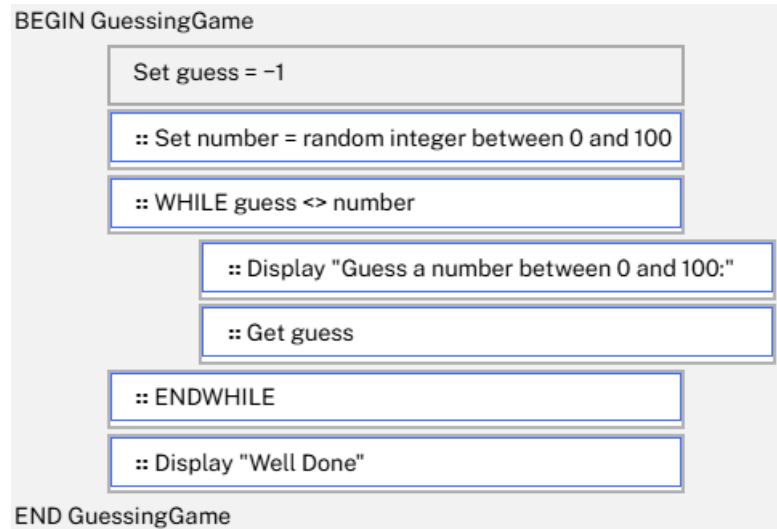 BEGIN GuessingGame
Set guess = −1
:: Set number = random integer between 0 and 100
:: WHILE guess <> number
:: Display "Guess a number between 0 and 100:"
:: Get guess
:: ENDWHILE
:: Display "Well Done"
END GuessingGame